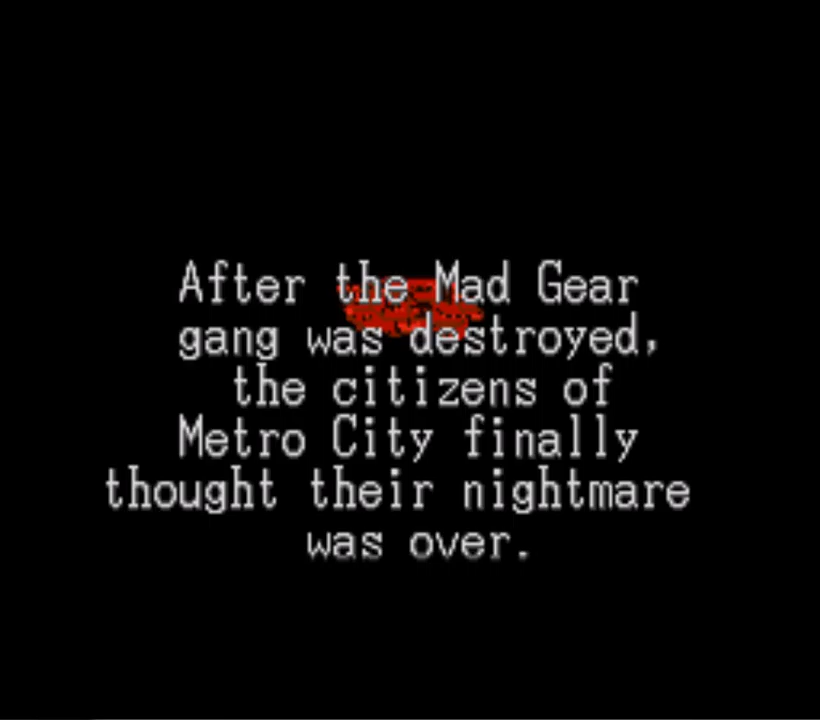 After the Mad Gear
gang was destroyed,
the citizens of
Metro City finally
thought their nightmare
was over.